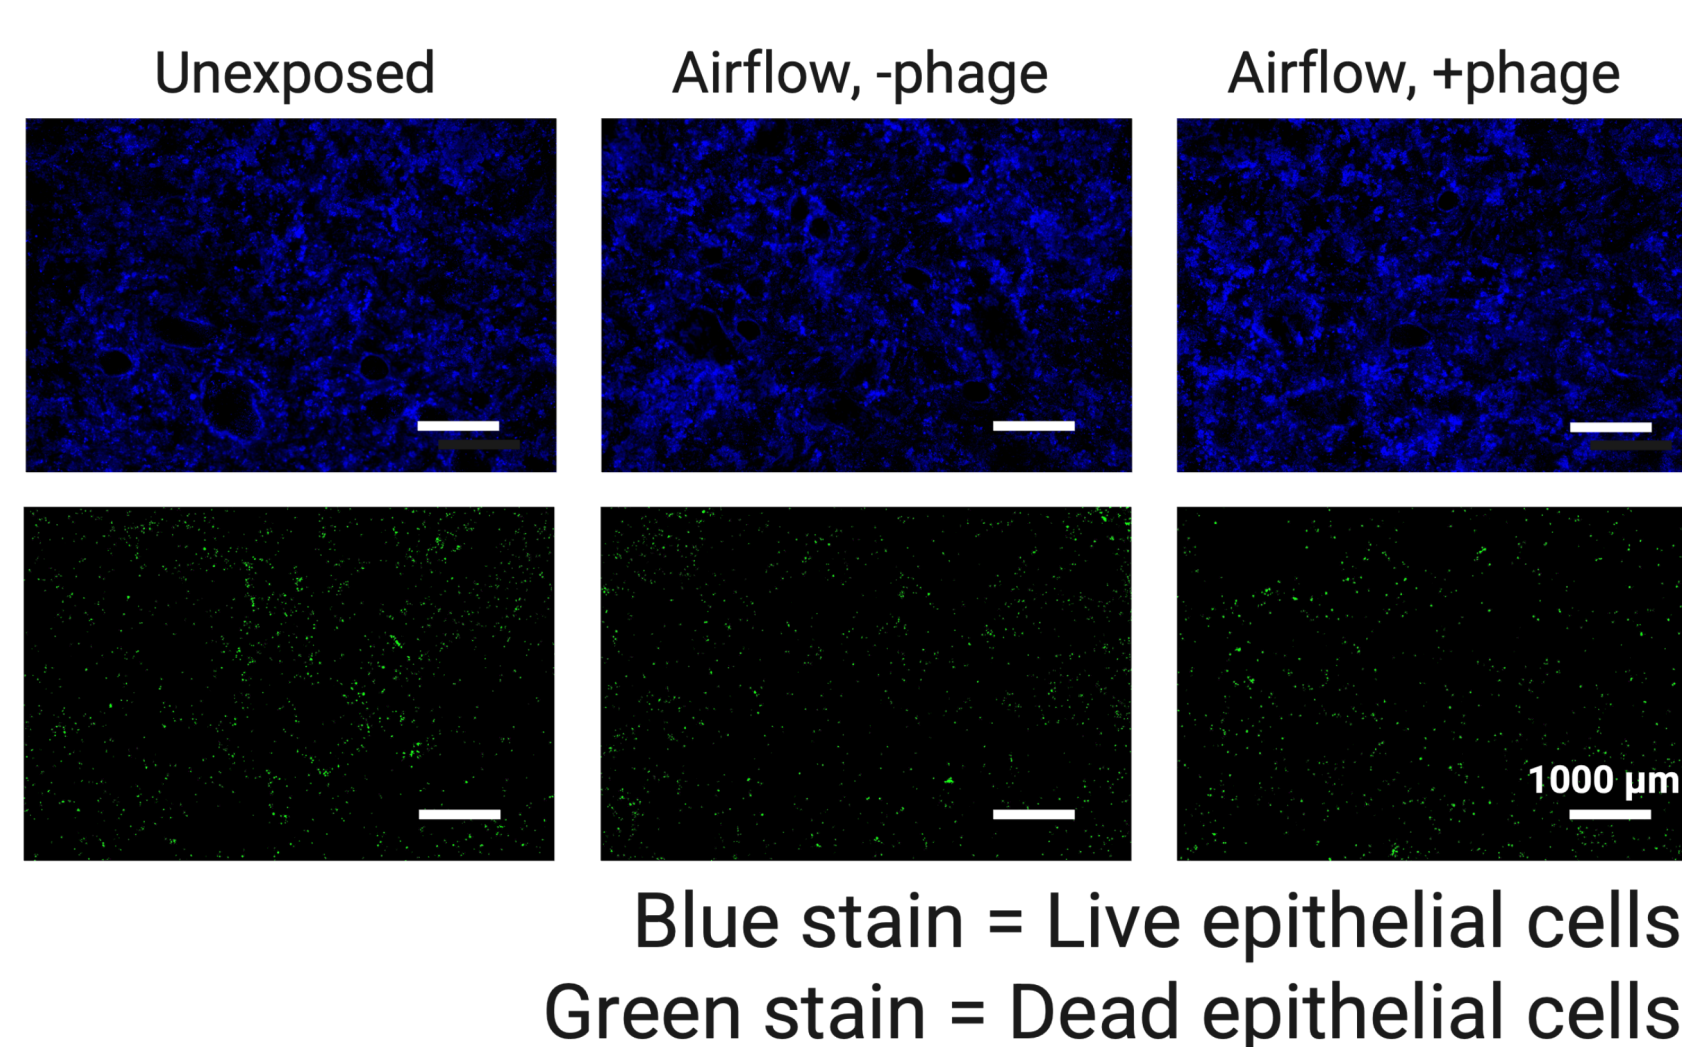 Unexposed
Airflow, -phage
Airflow, +phage
1000 µm
Blue stain = Live epithelial cells
Green stain = Dead epithelial cells